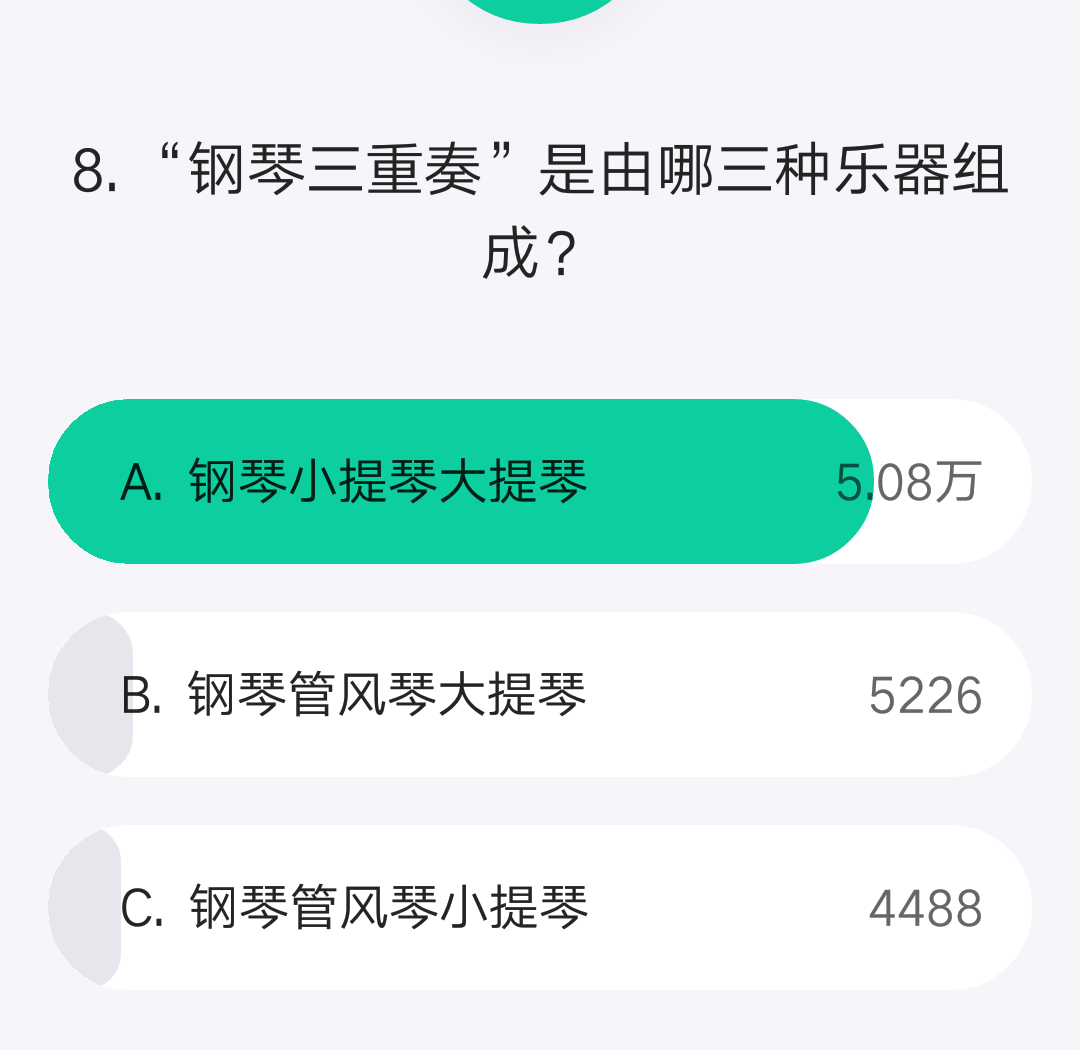 8. “钢琴三重奏”是由哪三种乐器组
成?
A. 钢琴小提琴大提琴 5.08万
B. 钢琴管风琴大提琴 5226
C. 钢琴管风琴小提琴 4488